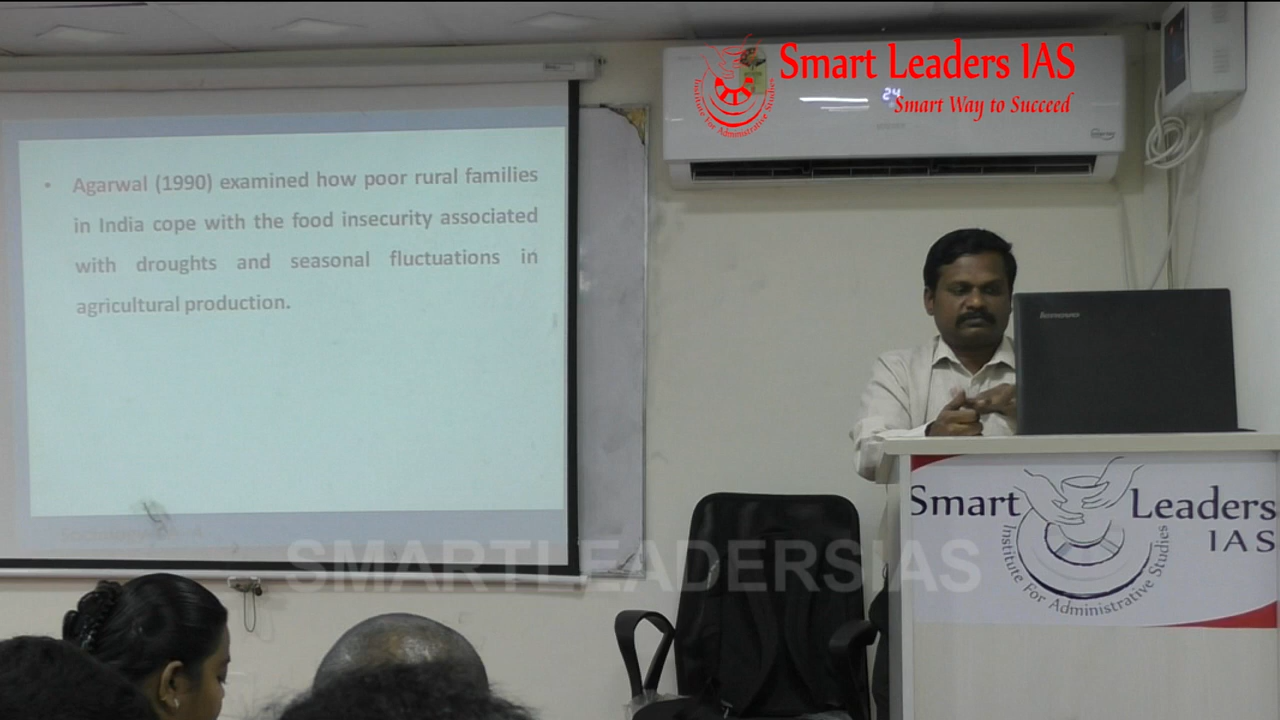 Smart Leaders IAS
Smart Way to Succeed
Institute For Administrative Studies
24
• Agarwal (1990) examined how poor rural families
in India cope with the food insecurity associated
with droughts and seasonal fluctuations in
agricultural production.
lenovo
Smart Leaders
IAS
Institute For Administrative Studies
SMARTLEADERSIAS